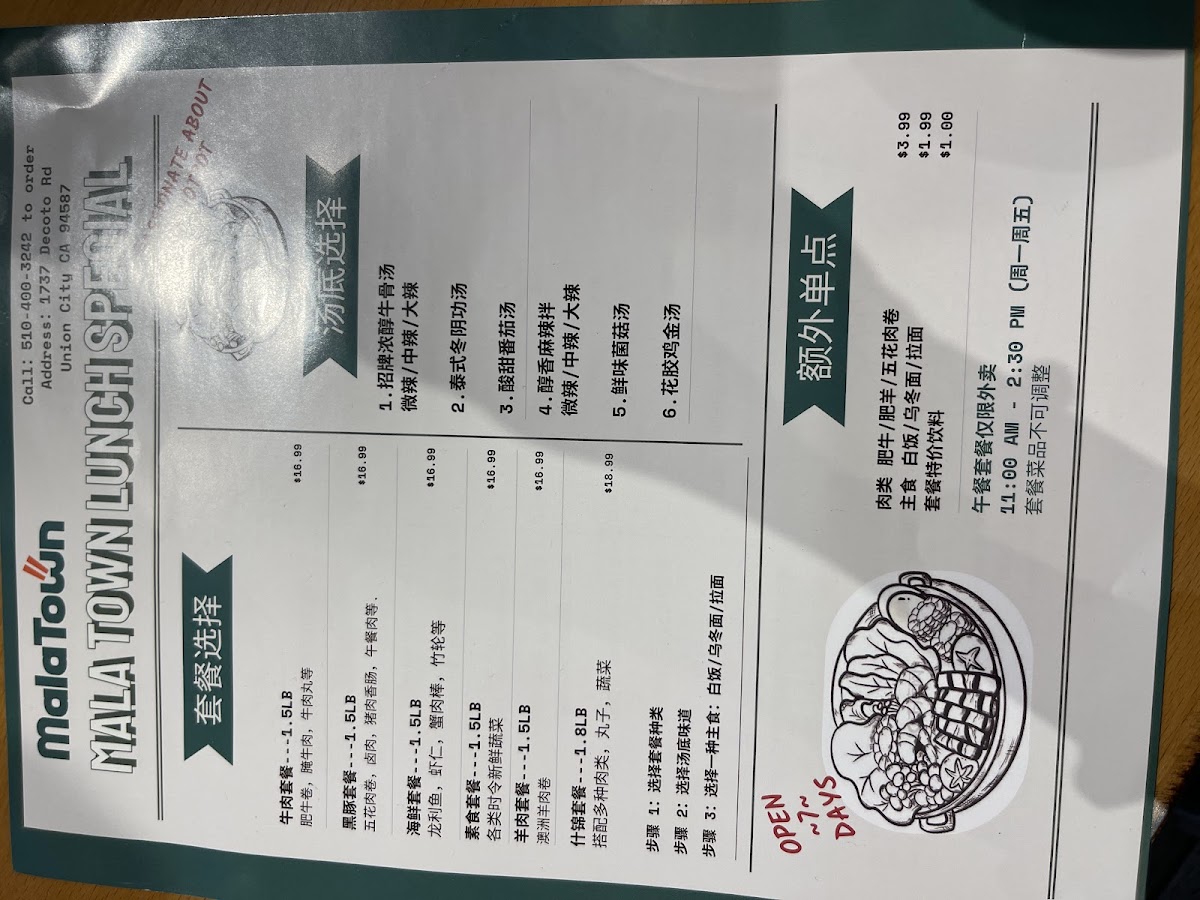 MalaTown
Call: 510-400-3242 to order
Address: 1737 Decoto Rd
Union City CA 94587
MALA TOWN LUNCH SPECIAL
ABOUT
套餐选择
牛肉套餐---1.5LB $16.99
肥牛卷，腌牛肉，牛肉丸等
黑豚套餐---1.5LB $16.99
五花肉卷，卤肉，猪肉香肠，午餐肉等.
海鲜套餐---1.5LB $16.99
龙利鱼，虾仁，蟹肉棒，竹轮等
素食套餐---1.5LB $16.99
各类时令新鲜蔬菜
羊肉套餐---1.5LB $16.99
澳洲羊肉卷
什锦套餐---1.8LB $18.99
搭配多种肉类，丸子，蔬菜
步骤 1: 选择套餐种类
步骤 2: 选择汤底味道
步骤 3: 选择一种主食: 白饭/乌冬面/拉面
汤底选择
1.招牌浓醇牛骨汤
微辣/中辣/大辣
2.泰式冬阴功汤
3.酸甜番茄汤
4.醇香麻辣拌
微辣/中辣/大辣
5.鲜味菌菇汤
6.花胶鸡金汤
OPEN
~7~
DAYS
额外单点
肉类 肥牛/肥羊/五花肉卷 $3.99
主食 白饭/乌冬面/拉面 $1.99
套餐特价饮料 $1.00
午餐套餐仅限外卖
11:00 AM - 2:30 PM (周一周五)
套餐菜品不可调整